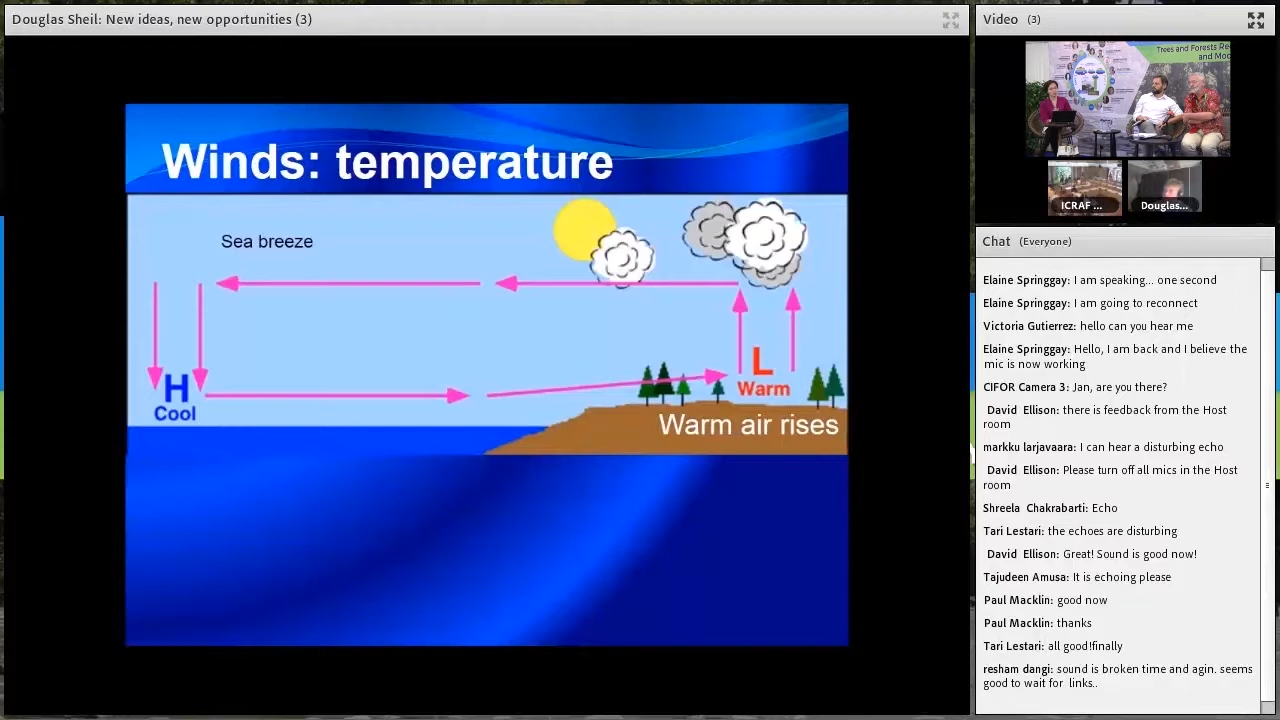 Douglas Sheil: New ideas, new opportunities (3)
Winds: temperature
Sea breeze
H
Cool
L
Warm
Warm air rises
Video (3)
Trees and Forests Re
and Moc
ICRAF ...
Douglas...
Chat (Everyone)
Elaine Springgay: I am speaking... one second
Elaine Springgay: I am going to reconnect
Victoria Gutierrez: hello can you hear me
Elaine Springgay: Hello, I am back and I believe the
mic is now working
CIFOR Camera 3: Jan, are you there?
David Ellison: there is feedback from the Host
room
markku larjavaara: I can hear a disturbing echo
David Ellison: Please turn off all mics in the Host
room
Shreela Chakrabarti: Echo
Tari Lestari: the echoes are disturbing
David Ellison: Great! Sound is good now!
Tajudeen Amusa: It is echoing please
Paul Macklin: good now
Paul Macklin: thanks
Tari Lestari: all good!finally
resham dangi: sound is broken time and agin. seems
good to wait for links..